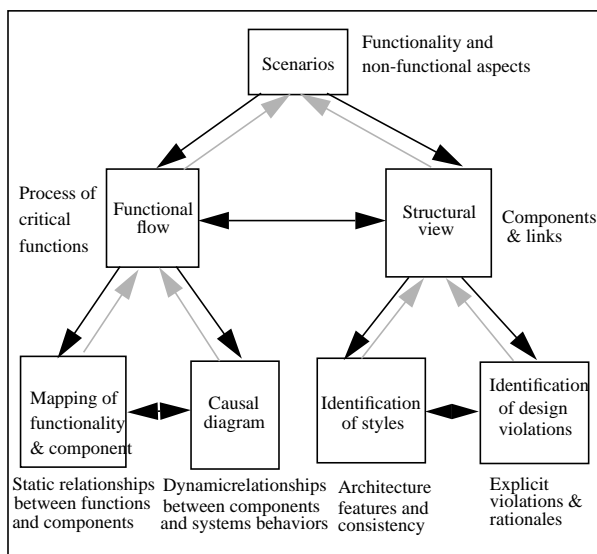 Scenarios
Functionality and
non-functional aspects
Process of
critical
functions
Functional
flow
Structural
view
Components
& links
Mapping of
functionality
& component
Causal
diagram
Identification
of styles
Identification
of design
violations
Static relationships
between functions
and components
Dynamicrelationships
between components
and systems behaviors
Architecture
features and
consistency
Explicit
violations &
rationales